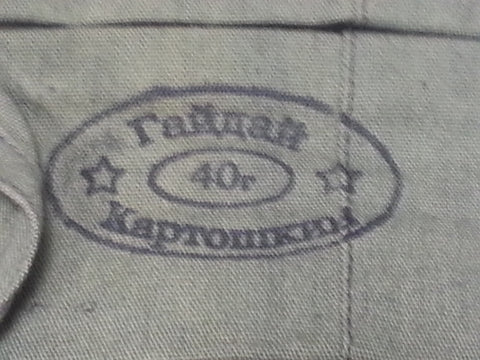 Гайдай
40г
Картошкин